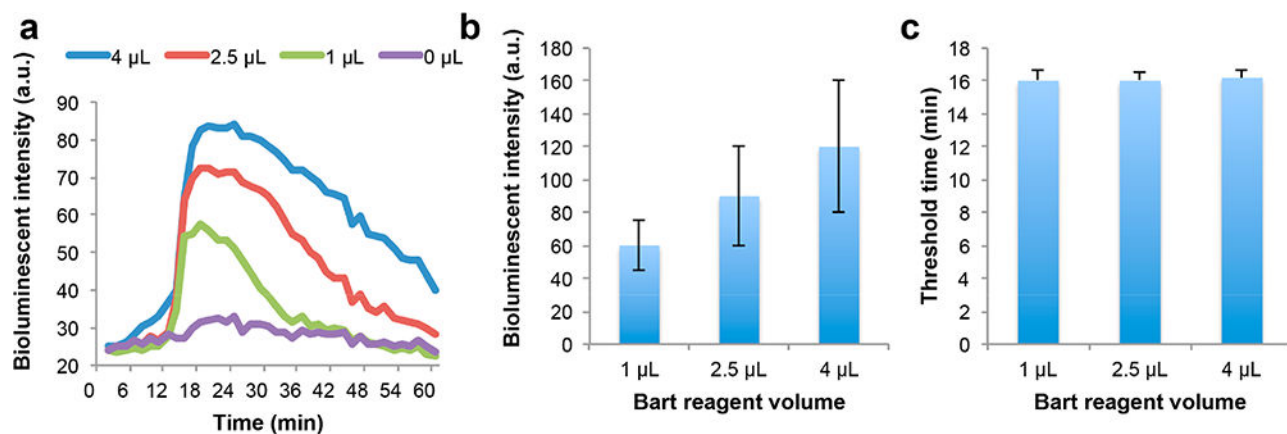 a
4 µL 2.5 µL 1 µL 0 µL
Bioluminescent intensity (a.u.)
90
80
70
60
50
40
30
20
0 6 12 18 24 30 36 42 48 54 60
Time (min)
b
Bioluminescent intensity (a.u.)
180
160
140
120
100
80
60
40
20
0
1 µL 2.5 µL 4 µL
Bart reagent volume
c
Threshold time (min)
18
16
14
12
10
8
6
4
2
0
1 µL 2.5 µL 4 µL
Bart reagent volume